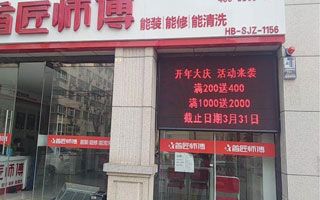 首匠师傅
能装|能修|能清洗
HB-SJZ-1156
开年大庆 活动来袭
满200送400
满1000送2000
截止日期3月31日
首匠师傅
首匠师傅